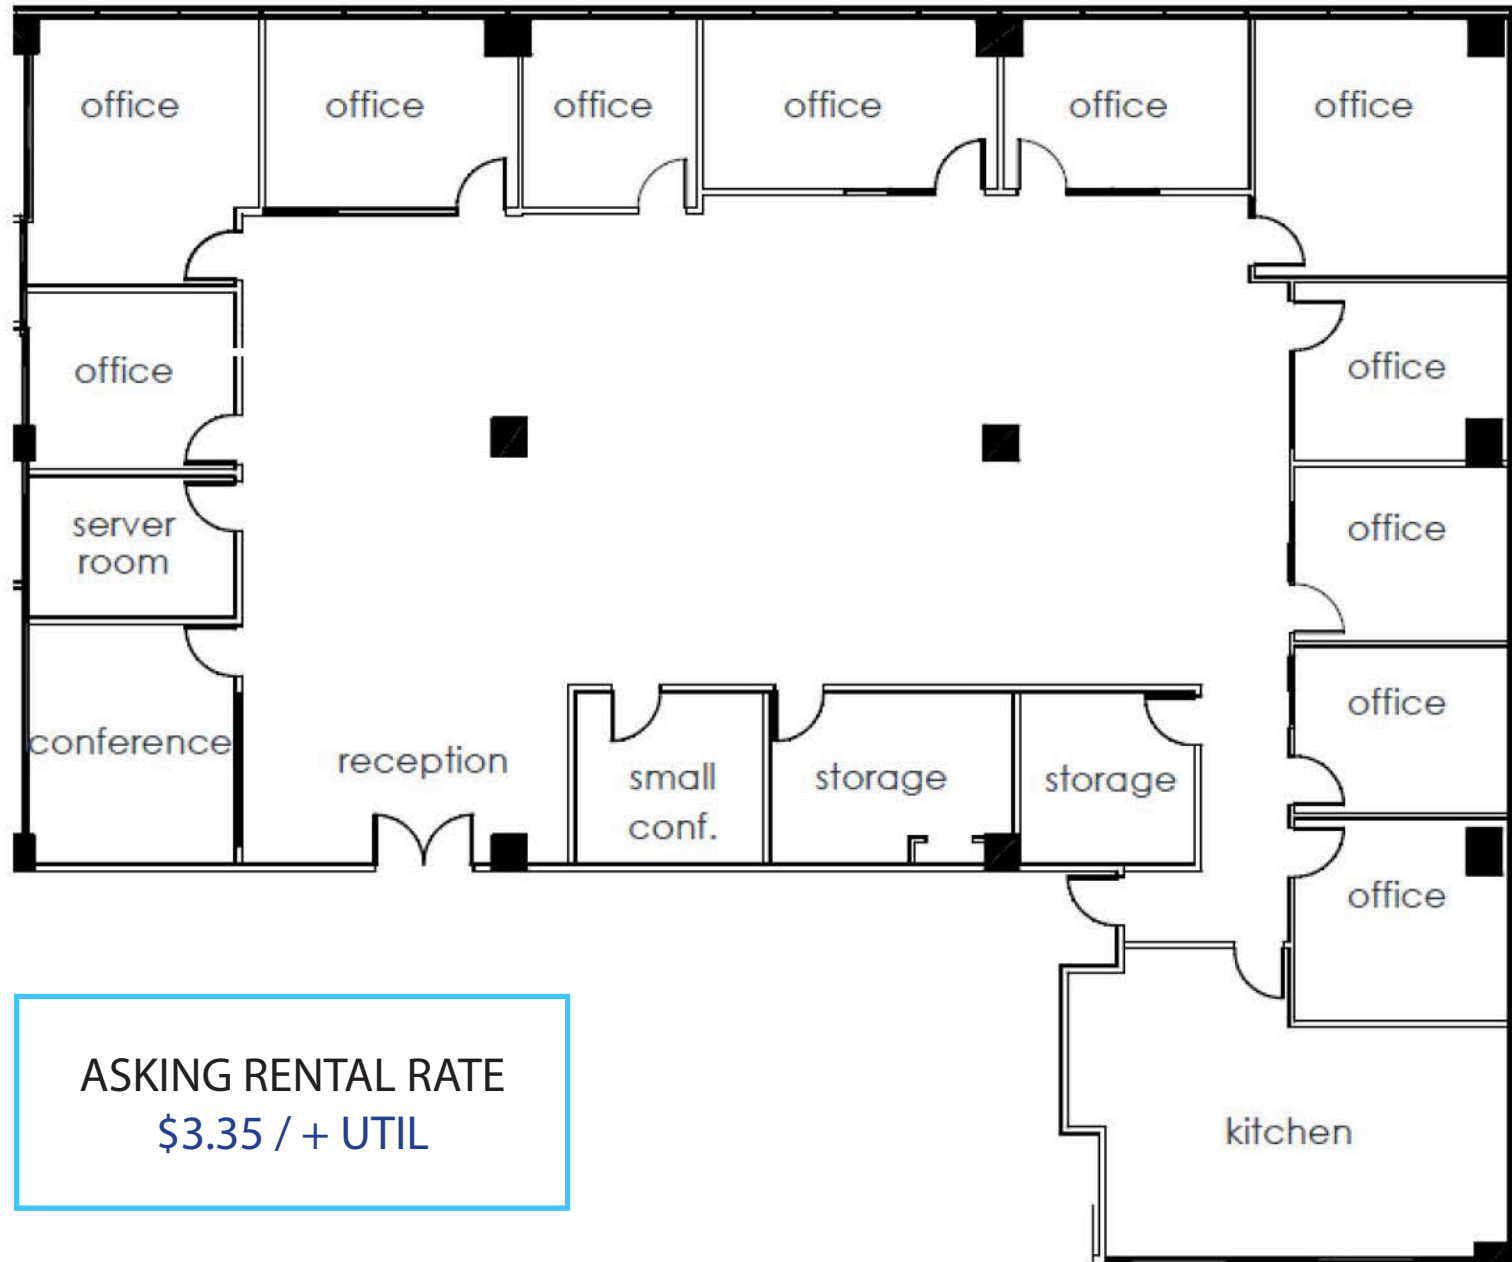 office
office
office
office
office
office
office
office
server
room
office
office
conference
reception
small
conf.
storage
storage
office
office
kitchen
ASKING RENTAL RATE
$3.35 / + UTIL